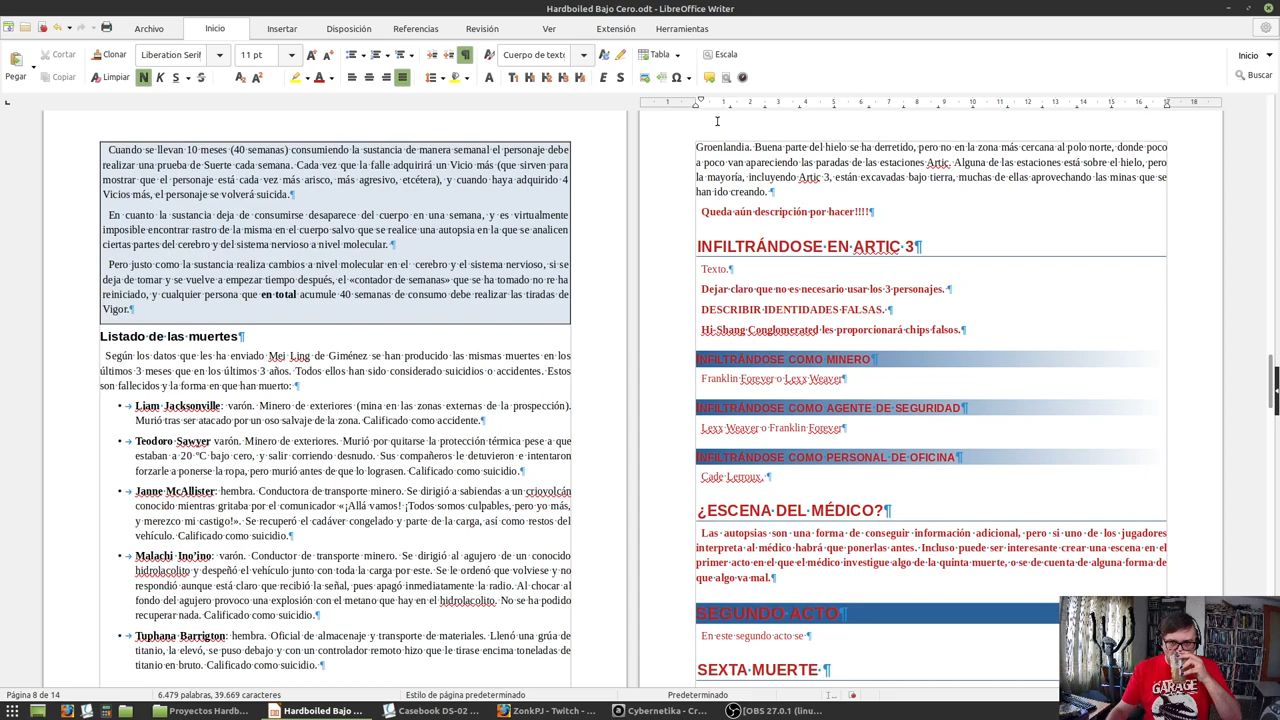 Hardboiled Bajo Cero.odt - LibreOffice Writer
Archivo Inicio Insertar Disposición Referencias Revisión Ver Extensión Herramientas
Pegar Cortar Clonar Liberation Serif 11 pt Cuerpo de texto Tabla Escala Inicio
Copiar Limpiar Buscar
Cuando se llevan 10 meses (40 semanas) consumiendo la sustancia de manera semanal el personaje debe
realizar una prueba de Suerte cada semana. Cada vez que la falle adquirirá un Vicio más (que sirven para
mostrar que el personaje está cada vez más arisco, más agresivo, etcétera), y cuando haya adquirido 4
Vicios más, el personaje se volverá suicida.¶
En cuanto la sustancia deja de consumirse desaparece del cuerpo en una semana, y es virtualmente
imposible encontrar rastro de la misma en el cuerpo salvo que se realice una autopsia en la que se analicen
ciertas partes del cerebro y del sistema nervioso a nivel molecular. ¶
Pero justo como la sustancia realiza cambios a nivel molecular en el cerebro y el sistema nervioso, si se
deja de tomar y se vuelve a empezar tiempo después, el «contador de semanas» que se ha tomado no re ha
reiniciado, y cualquier persona que en total acumule 40 semanas de consumo debe realizar las tiradas de
Vigor.¶
Listado de las muertes¶
Según los datos que les ha enviado Mei Ling de Giménez se han producido las mismas muertes en los
últimos 3 meses que en los últimos 3 años. Todos ellos han sido considerado suicidios o accidentes. Estos
son fallecidos y la forma en que han muerto: ¶
• Liam Jacksonville: varón. Minero de exteriores (mina en las zonas externas de la prospección).
Murió tras ser atacado por un oso salvaje de la zona. Calificado como accidente.¶
• Teodoro Sawyer varón. Minero de exteriores. Murió por quitarse la protección térmica pese a que
estaban a 20 ºC bajo cero, y salir corriendo desnudo. Sus compañeros le detuvieron e intentaron
forzarle a ponerse la ropa, pero murió antes de que lo lograsen. Calificado como suicidio.¶
• Janne McAllister: hembra. Conductora de transporte minero. Se dirigió a sabiendas a un criovolcán
conocido mientras gritaba por el comunicador «¡Allá vamos! ¡Todos somos culpables, pero yo más,
y merezco mi castigo!». Se recuperó el cadáver congelado y parte de la carga, así como restos del
vehículo. Calificado como suicidio.¶
• Malachi Ino'ino: varón. Conductor de transporte minero. Se dirigió al agujero de un conocido
hidrolacolito y despeñó el vehículo junto con toda la carga por este. Se le ordenó que volviese y no
respondió aunque está claro que recibió la señal, pues apagó inmediatamente la radio. Al chocar al
fondo del agujero provoco una explosión con el metano que hay en el hidrolacolito. No se ha podido
recuperar nada. Calificado como suicidio.¶
• Tuphana Barrigton: hembra. Oficial de almacenaje y transporte de materiales. Llenó una grúa de
titanio, la elevó, se puso debajo y con un controlador remoto hizo que le tirase encima toneladas de
titanio en bruto. Calificado como suicidio. ¶
Groenlandia. Buena parte del hielo se ha derretido, pero no en la zona más cercana al polo norte, donde poco
a poco van apareciendo las paradas de las estaciones Artic. Alguna de las estaciones está sobre el hielo, pero
la mayoría, incluyendo Artic 3, están excavadas bajo tierra, muchas de ellas aprovechando las minas que se
han ido creando. ¶
Queda aún descripción por hacer!!!!¶
INFILTRÁNDOSE EN ARTIC 3¶
Texto.¶
Dejar claro que no es necesario usar los 3 personajes. ¶
DESCRIBIR IDENTIDADES FALSAS. ¶
Hi-Shang Conglomerated les proporcionará chips falsos.¶
INFILTRÁNDOSE COMO MINERO¶
Franklin Forever o Lexx Weaver¶
INFILTRÁNDOSE COMO AGENTE DE SEGURIDAD¶
Lexx Weaver o Franklin Forever¶
INFILTRÁNDOSE COMO PERSONAL DE OFICINA¶
Cade Lerroux. ¶
¿ESCENA DEL MÉDICO?¶
Las autopsias son una forma de conseguir información adicional, pero si uno de los jugadores
interpreta al médico habrá que ponerlas antes. Incluso puede ser interesante crear una escena en el
primer acto en el que el médico investigue algo de la quinta muerte, o se de cuenta de alguna forma de
que algo va mal.¶
SEGUNDO ACTO¶
En este segundo acto se ¶
SEXTA MUERTE ¶
GARAGE
Página 8 de 14 6.479 palabras, 39.669 caracteres Estilo de página predeterminado Predeterminado
Proyectos Hardb... Hardboiled Bajo ... Casebook DS-02 ... ZonkPJ - Twitch - ... Cybernetika - Cr... [OBS 27.0.1 (linu...